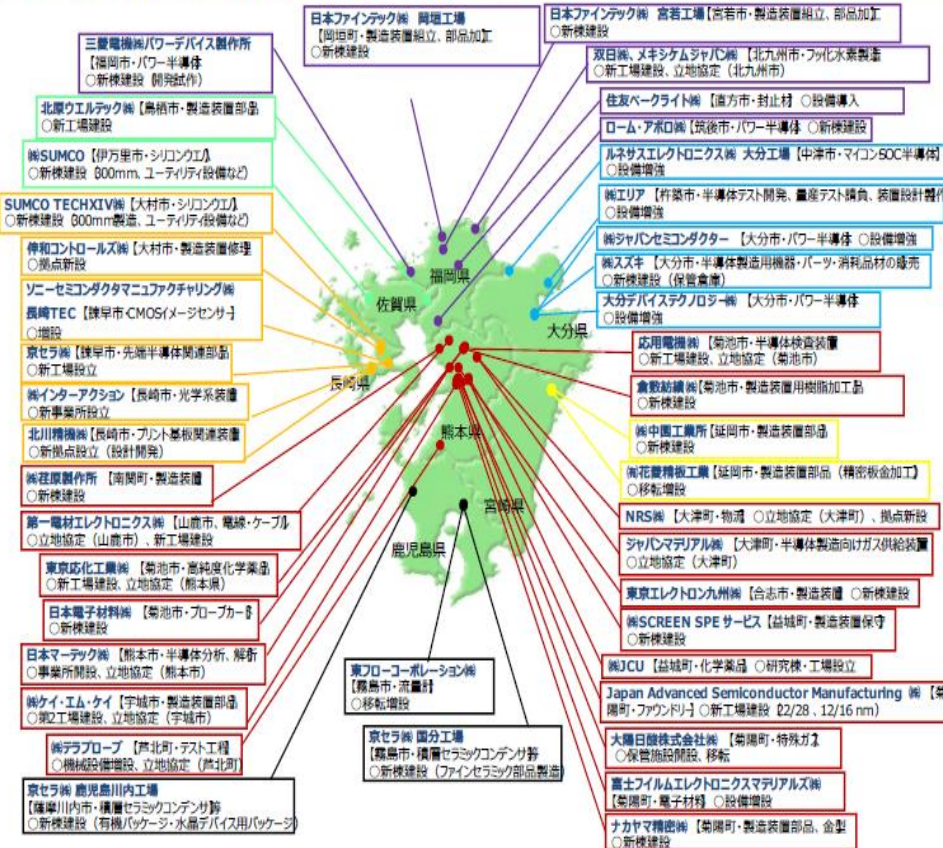 日本ファインテック㈱ 岡垣工場
【岡垣町・製造装置組立、部品加工】
○新棟建設
日本ファインテック㈱ 宮若工場【宮若市・製造装置組立、部品加工
○新棟建設
三菱電機㈱パワーデバイス製作所
【福岡市・パワー半導体
○新棟建設（開発試作）
双日㈱、メキシケムジャパン㈱【北九州市・フッ化水素製造
○新工場建設、立地協定（北九州市）
北原ウエルテック㈱【鳥栖市・製造装置部品
○新工場建設
住友ベークライト㈱ 【直方市・封止材 ○設備導入
ローム・アポロ㈱【筑後市・パワー半導体 ○新棟建設
㈱SUMCO【伊万里市・シリコンウエハ
○新棟建設（300mm、ユーティリティ設備など）
ルネサスエレクトロニクス㈱ 大分工場【中津市・マイコンSOC半導体】
○設備増強
SUMCO TECHXIV㈱【大村市・シリコンウエハ
○新棟建設（300mm製造、ユーティリティ設備など）
㈱エリア 【杵築市・半導体テスト開発、量産テスト請負、装置設計製作
○設備増強
伸和コントロールズ㈱【大村市・製造装置修理
○拠点新設
㈱ジャパンセミコンダクター 【大分市・パワー半導体 ○設備増強
ソニーセミコンダクタマニュファクチャリング㈱
長崎TEC【諫早市・CMOSイメージセンサー】
○増設
㈱スズキ 【大分市・半導体製造用機器・パーツ・消耗品材の販売
○新棟建設（保管倉庫）
大分デバイステクノロジー㈱【大分市・パワー半導体
○設備増強
京セラ㈱【諫早市・先端半導体関連部品
○新工場設立
応用電機㈱【菊池市・半導体検査装置
○新工場建設、立地協定（菊池市）
㈱インターアクション【長崎市・光学系装置
○新事業所設立
倉敷紡績㈱【菊池市・製造装置用樹脂加工品
○新棟建設
北川精機㈱【長崎市・プリント基板関連装置
○新拠点設立（設計開発）
㈱中園工業所【延岡市・製造装置部品
○新棟建設
㈱荏原製作所 【南関町・製造装置
○新棟建設
㈲花菱精板工業【延岡市・製造装置部品（精密板金加工）
○移転増設
第一電材エレクトロニクス㈱【山鹿市、電線・ケーブル
○立地協定（山鹿市）、新工場建設
NRS㈱【大津町・物流 ○立地協定（大津町）、拠点新設
東京応化工業㈱【菊池市・高純度化学薬品
○新工場建設、立地協定（熊本県）
ジャパンマテリアル㈱【大津町・半導体製造向けガス供給装置
○立地協定（大津町）
日本電子材料㈱【菊池市・プローブカード
○新棟建設
東京エレクトロン九州㈱【合志市・製造装置 ○新棟建設
㈱SCREEN SPE サービス【益城町・製造装置保守
○新棟建設
日本マーテック㈱【熊本市・半導体分析、解析
○事業所開設、立地協定（熊本市）
㈱JCU 【益城町・化学薬品 ○研究棟・工場設立
㈱ケイ・エム・ケイ【宇城市・製造装置部品
○第2工場建設、立地協定（宇城市）
Japan Advanced Semiconductor Manufacturing ㈱【菊
陽町・ファウンドリー】○新工場建設（22/28、12/16 nm）
㈱テラプローブ 【芦北町・テスト工程
○機械設備増設、立地協定（芦北町）
大陽日酸株式会社㈱【菊陽町・特殊ガス
○保管施設開設、移転
京セラ㈱ 鹿児島川内工場
【薩摩川内市・積層セラミックコンデンサ等
○新棟建設（有機パッケージ・水晶デバイス用パッケージ）
富士フイルムエレクトロニクスマテリアルズ㈱
【菊陽町・電子材料 ○設備増設
ナカヤマ精密㈱【菊陽町・製造装置部品、金型
○新棟建設
東フローコーポレーション㈱
【霧島市・流量計
○移転増設
京セラ㈱ 国分工場
【霧島市・積層セラミックコンデンサ等
○新棟建設（ファインセラミック部品製造）
福岡県
佐賀県
大分県
長崎県
熊本県
宮崎県
鹿児島県